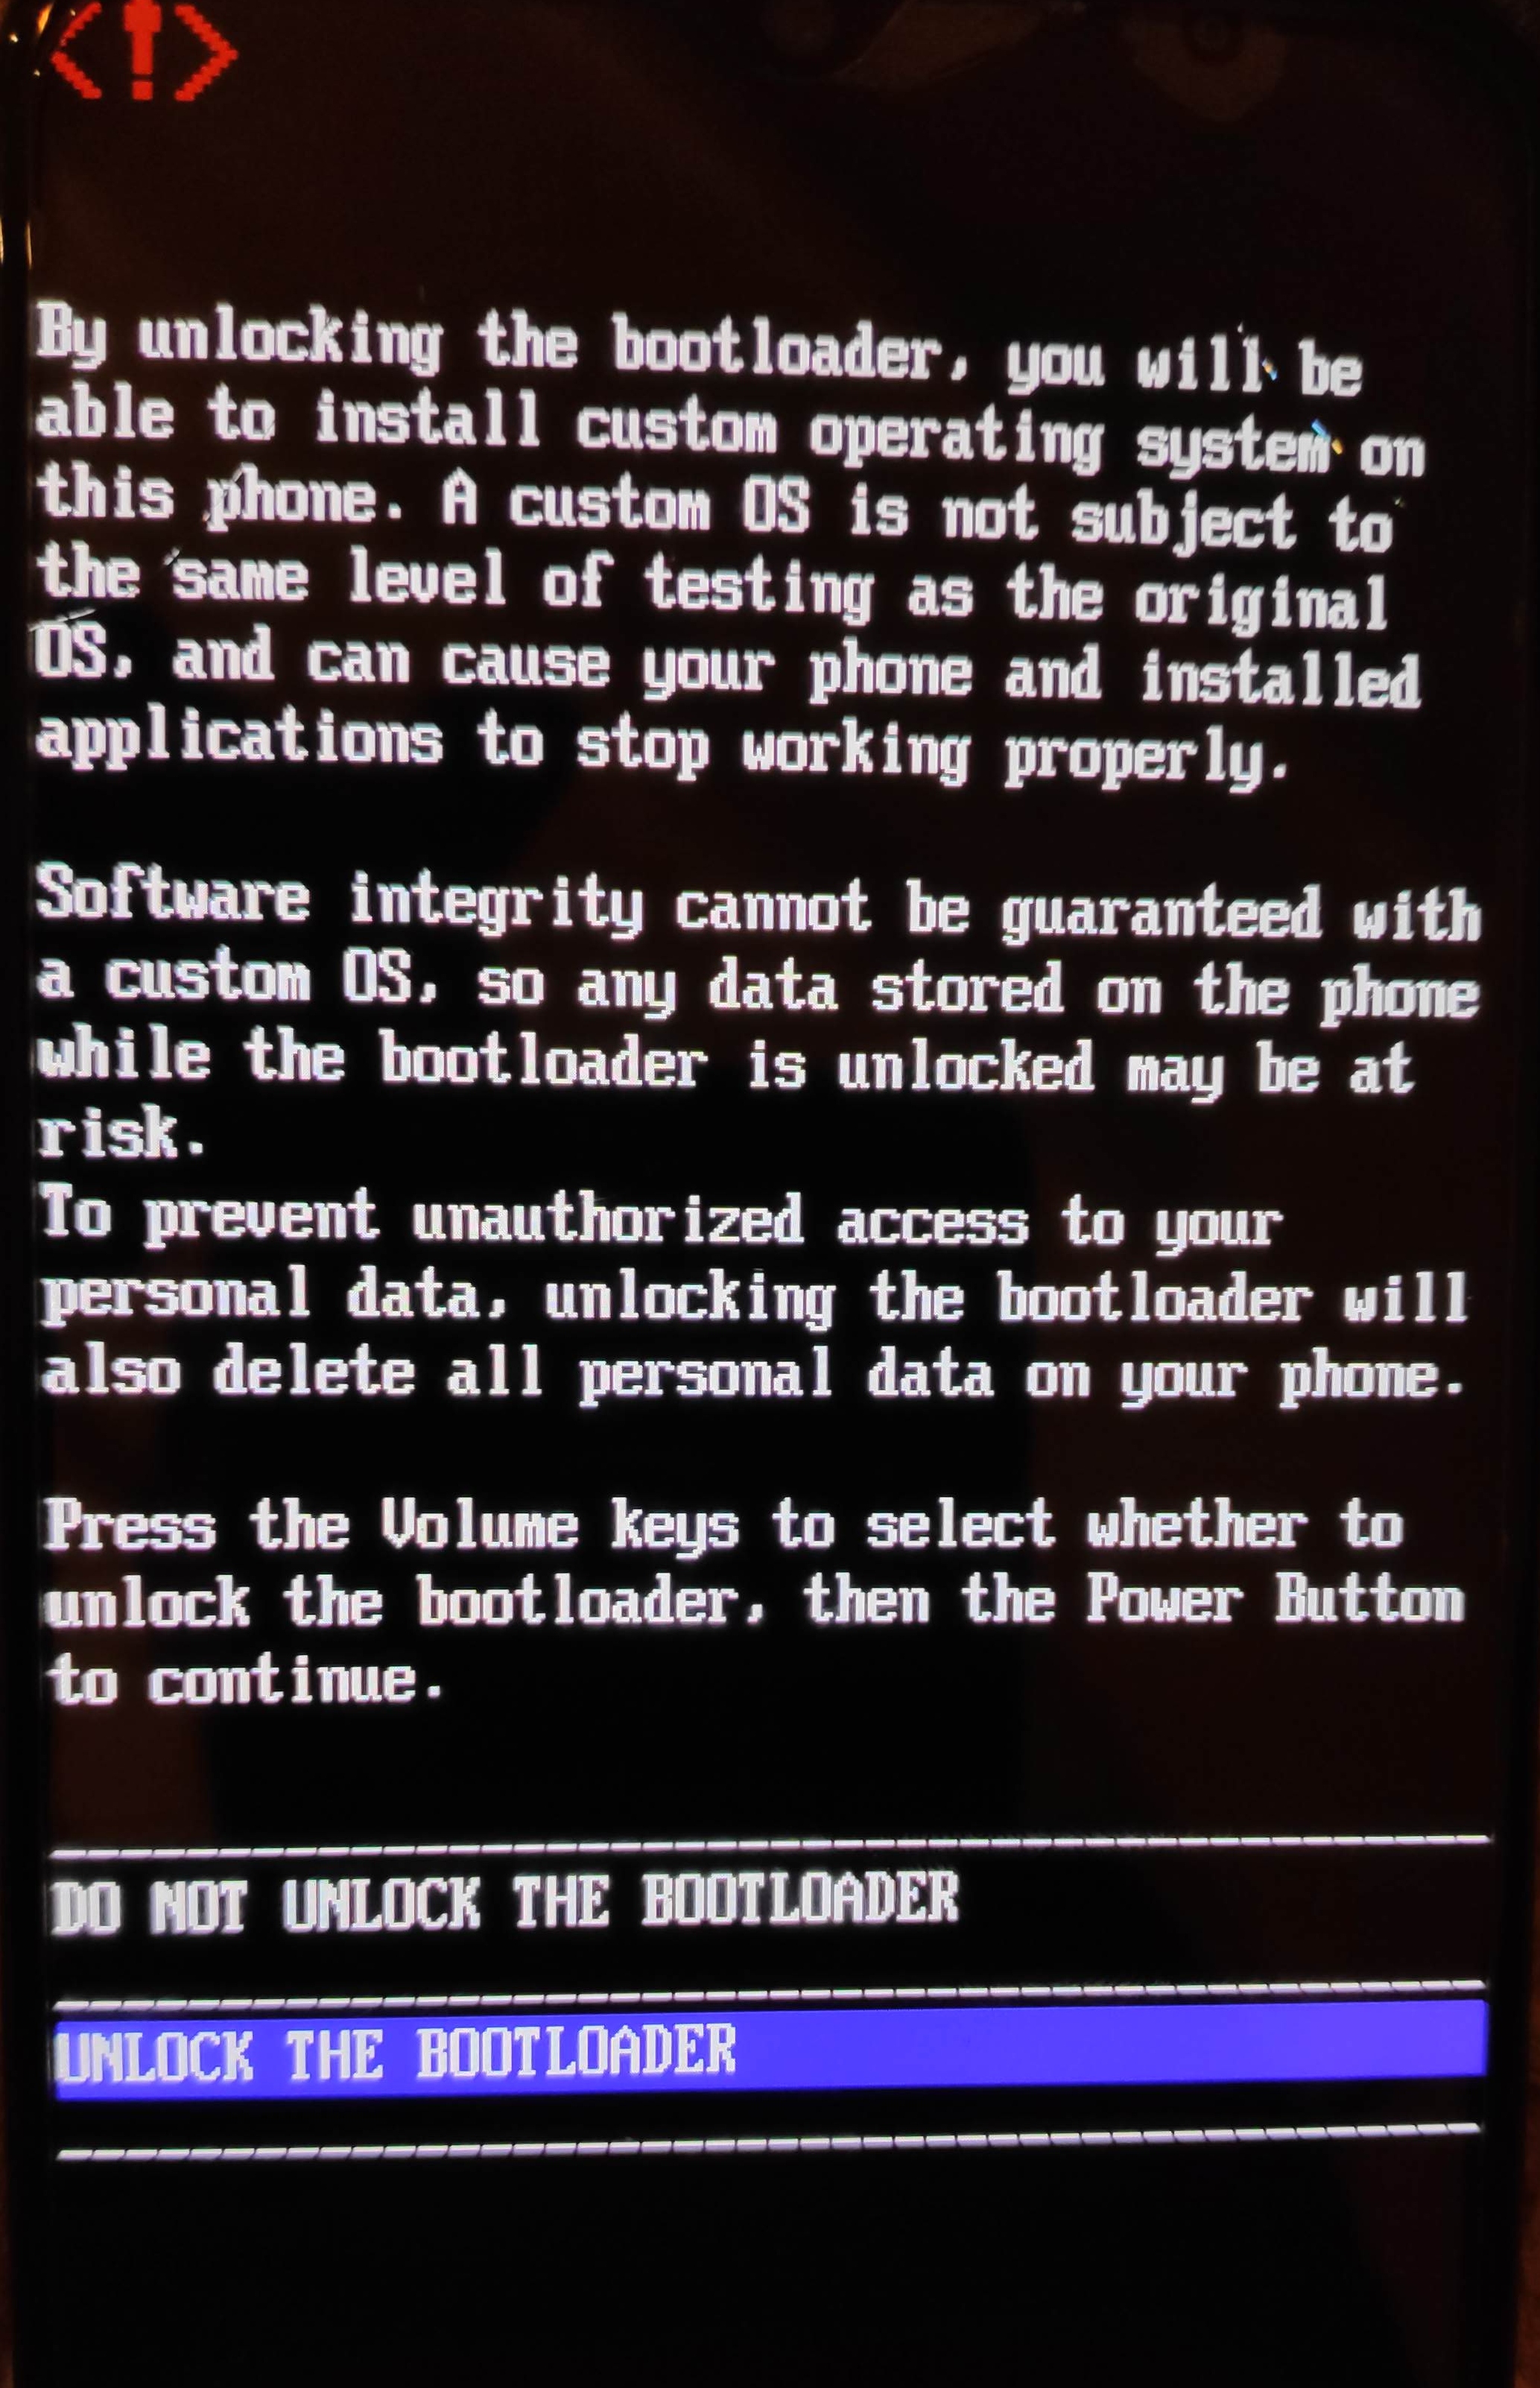 <!>
By unlocking the bootloader, you will be
able to install custom operating system on
this phone. A custom OS is not subject to
the same level of testing as the original
OS, and can cause your phone and installed
applications to stop working properly.
Software integrity cannot be guaranteed with
a custom OS, so any data stored on the phone
while the bootloader is unlocked may be at
risk.
To prevent unauthorized access to your
personal data, unlocking the bootloader will
also delete all personal data on your phone.
Press the Volume keys to select whether to
unlock the bootloader, then the Power Button
to continue.
DO NOT UNLOCK THE BOOTLOADER
UNLOCK THE BOOTLOADER